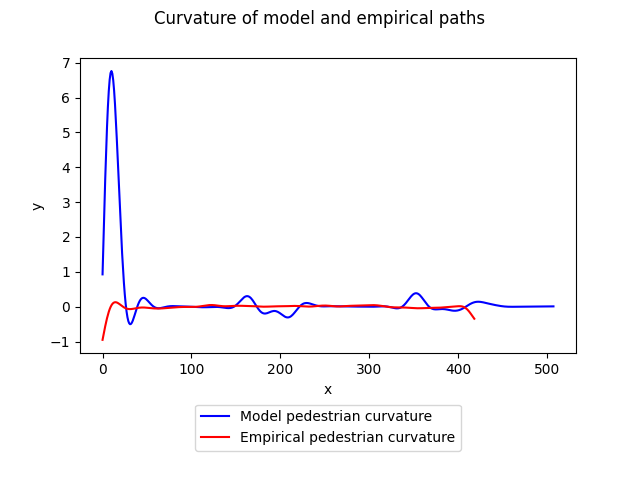 Curvature of model and empirical paths
7
6
5
4
3
2
1
0
−1
y
0 100 200 300 400 500
x
Model pedestrian curvature
Empirical pedestrian curvature